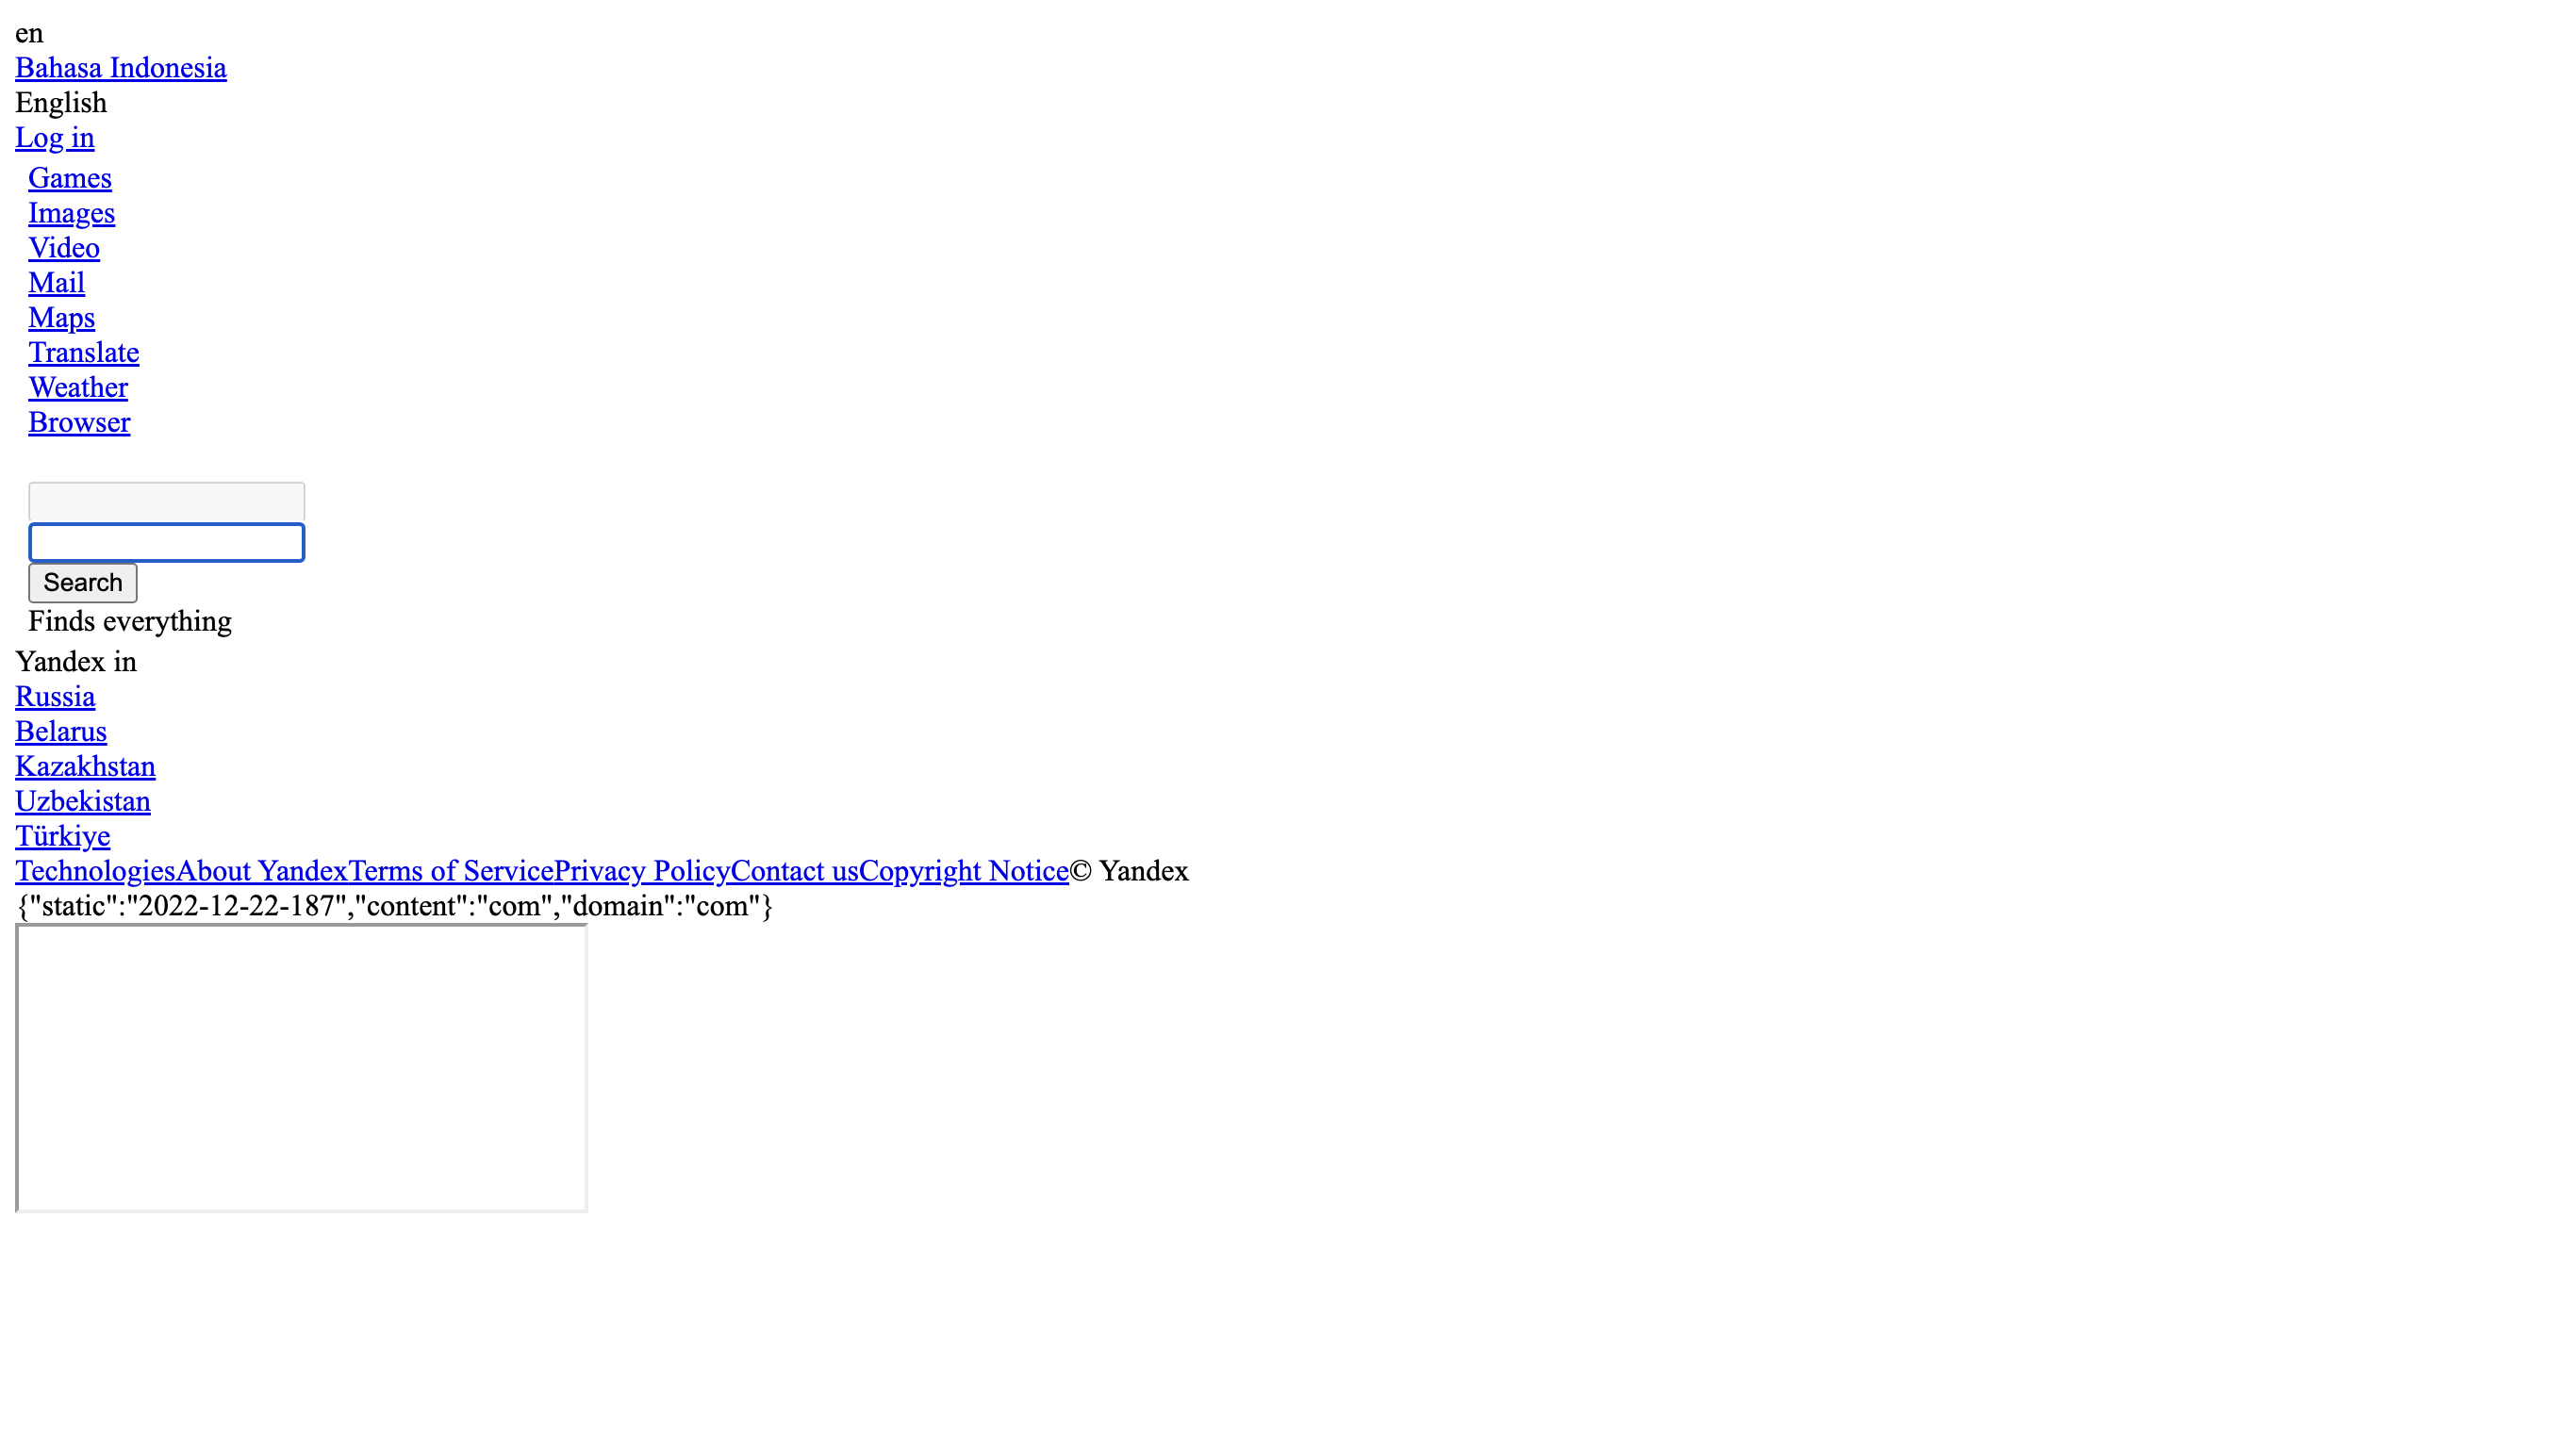 en
Bahasa Indonesia
English
Log in
Games
Images
Video
Mail
Maps
Translate
Weather
Browser
Search
Finds everything
Yandex in
Russia
Belarus
Kazakhstan
Uzbekistan
Türkiye
TechnologiesAbout YandexTerms of ServicePrivacy PolicyContact usCopyright Notice© Yandex
{"static":"2022-12-22-187","content":"com","domain":"com"}